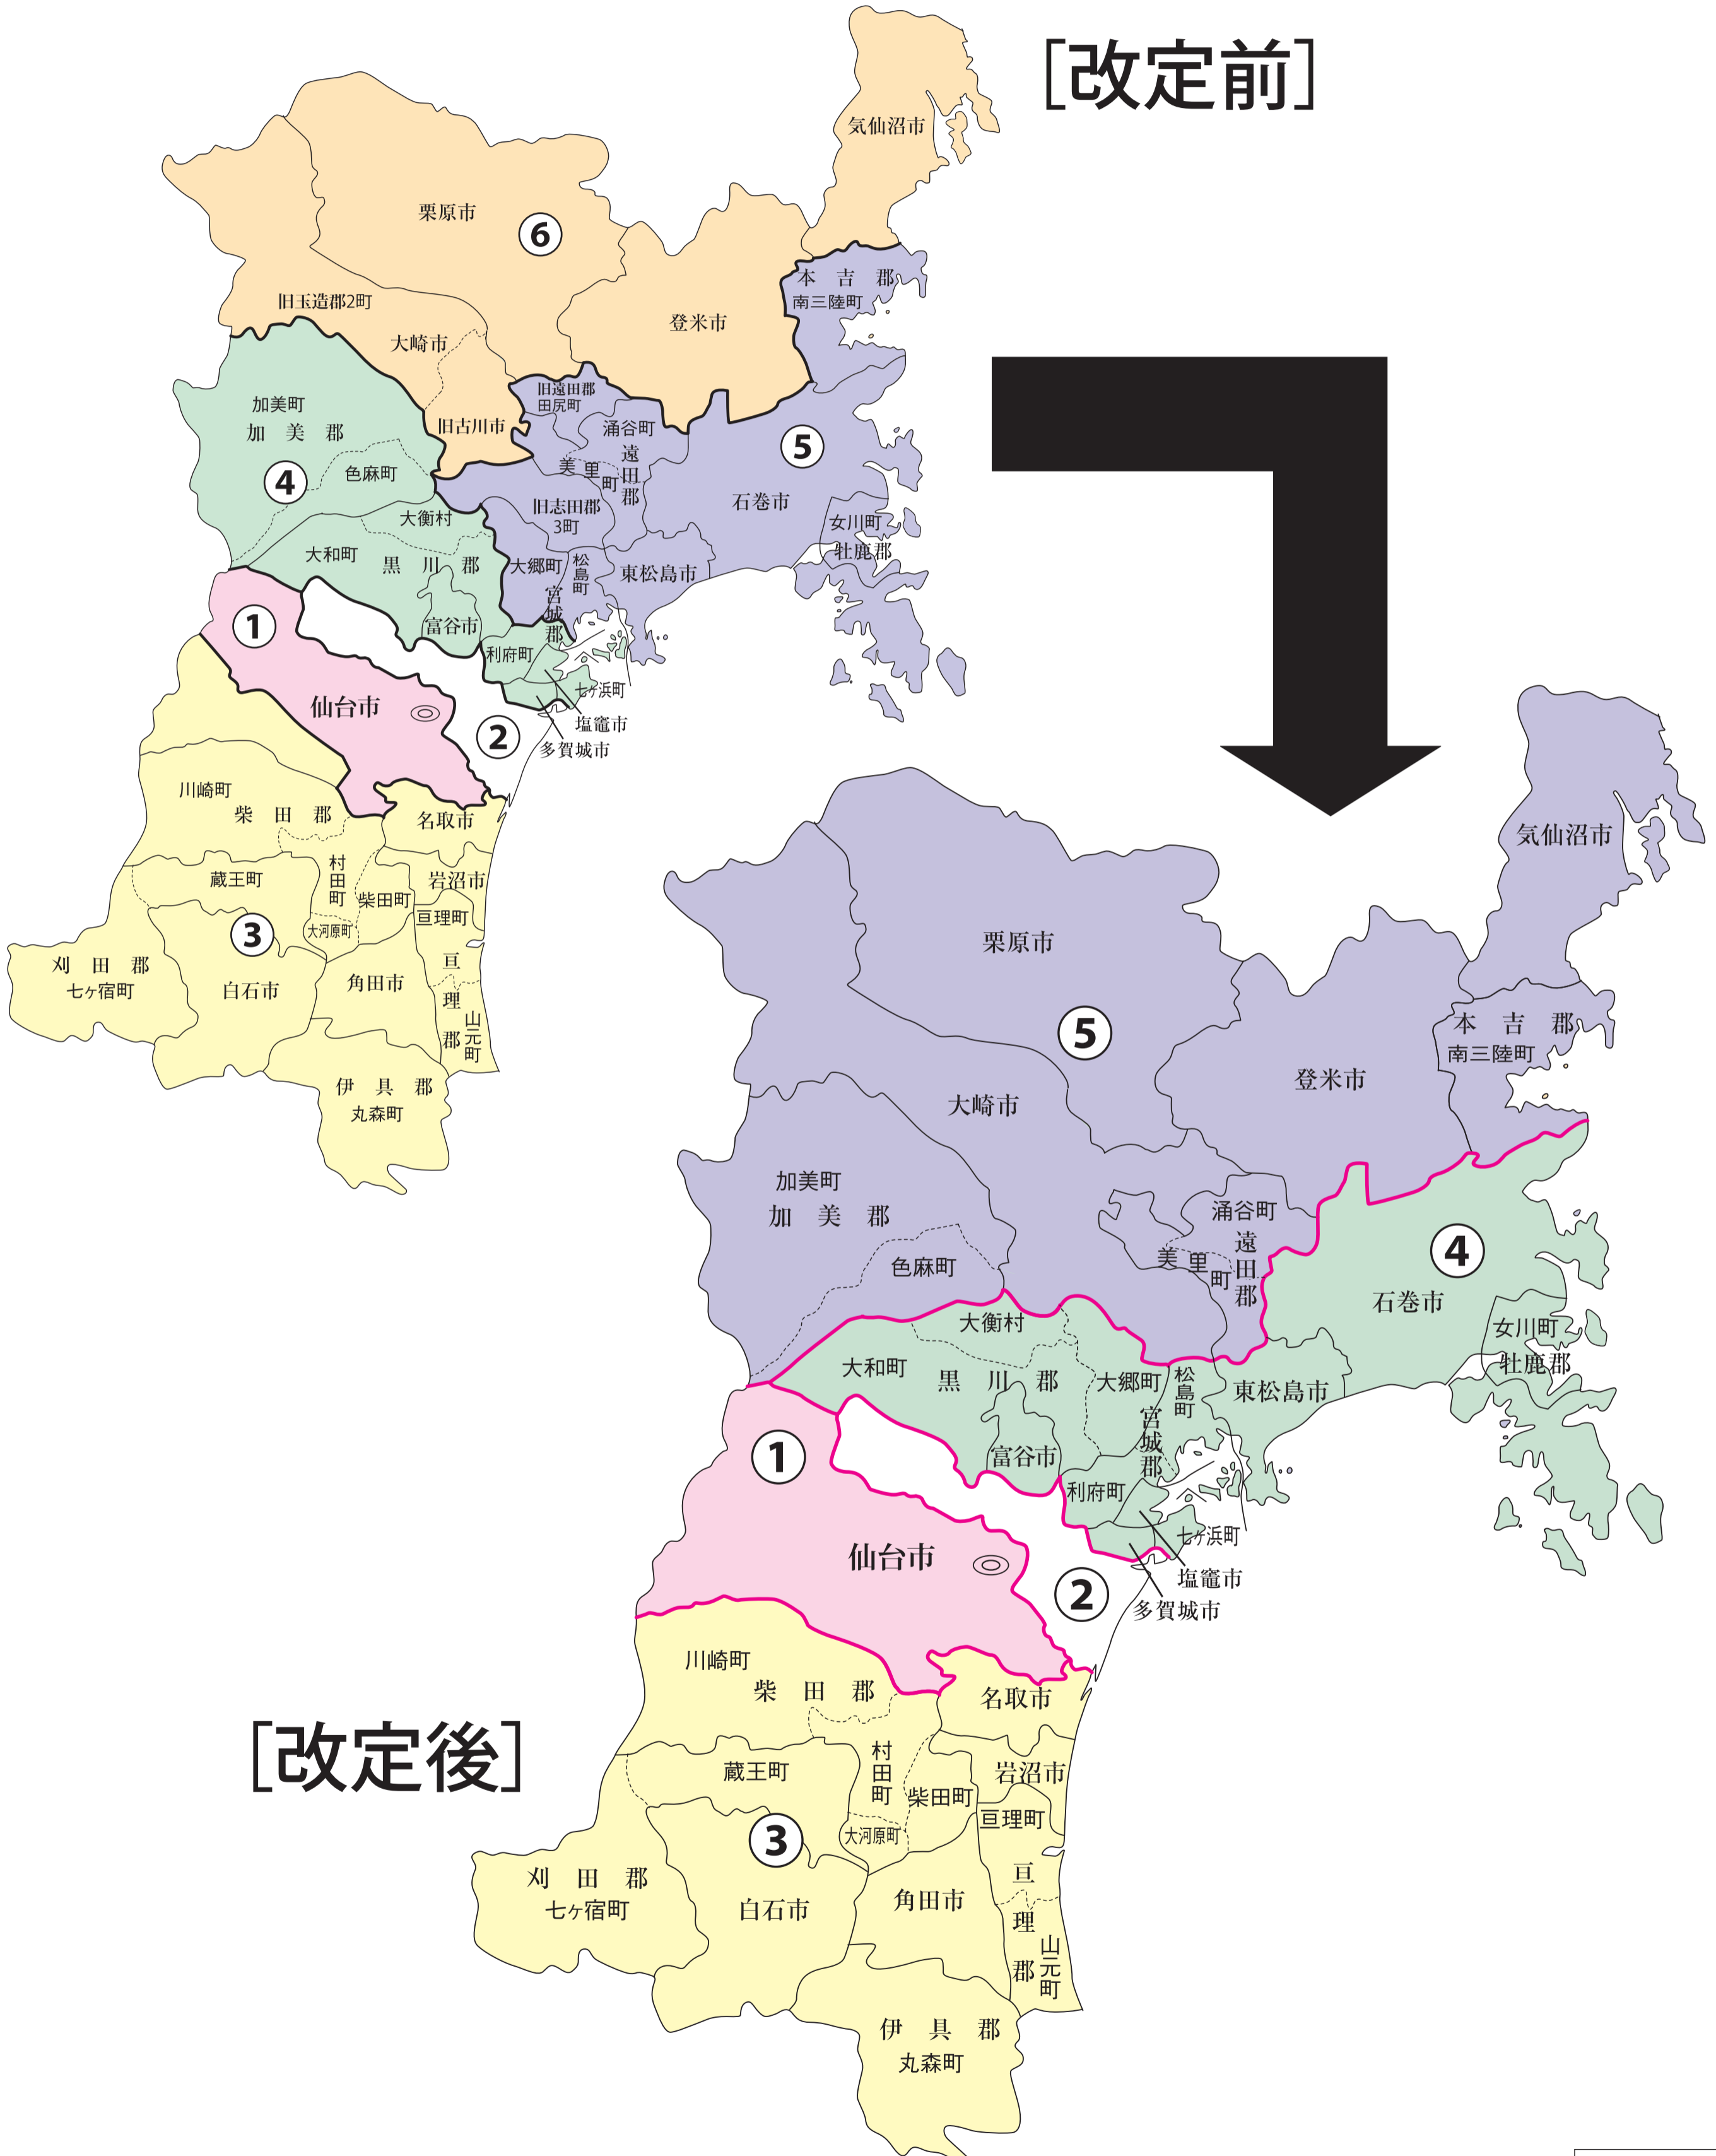 [改定前]
気仙沼市
栗原市
⑥
本吉郡
南三陸町
旧玉造郡2町
登米市
大崎市
旧遠田郡
田尻町
加美町
加美郡
旧古川市
涌谷町
遠田郡
⑤
④
色麻町
美里町
石巻市
旧志田郡
3町
大衡村
女川町
牡鹿郡
大和町
黒川郡
大郷町
松島町
東松島市
宮城郡
①
富谷市
利府町
七ヶ浜町
仙台市
塩竈市
②
多賀城市
川崎町
柴田郡
名取市
村田町
蔵王町
岩沼市
柴田町
亘理町
③
大河原町
刈田郡
七ヶ宿町
白石市
角田市
亘理郡
山元町
伊具郡
丸森町
気仙沼市
栗原市
⑤
本吉郡
南三陸町
登米市
大崎市
加美町
加美郡
涌谷町
遠田郡
④
色麻町
美里町
石巻市
大衡村
女川町
牡鹿郡
大和町
黒川郡
大郷町
松島町
東松島市
宮城郡
①
富谷市
利府町
七ヶ浜町
仙台市
塩竈市
②
多賀城市
川崎町
柴田郡
名取市
[改定後]
村田町
蔵王町
岩沼市
柴田町
亘理町
③
大河原町
刈田郡
七ヶ宿町
白石市
角田市
亘理郡
山元町
伊具郡
丸森町